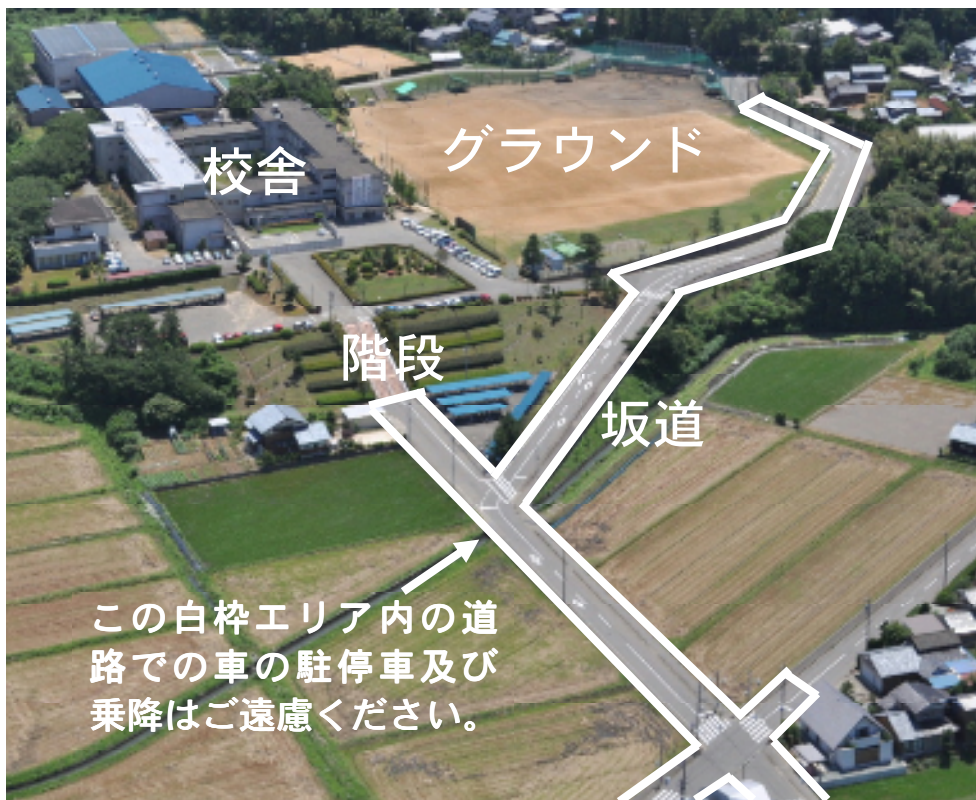 グラウンド
校舎
階段
坂道
この白枠エリア内の道
路での車の駐停車及び
乗降はご遠慮ください。